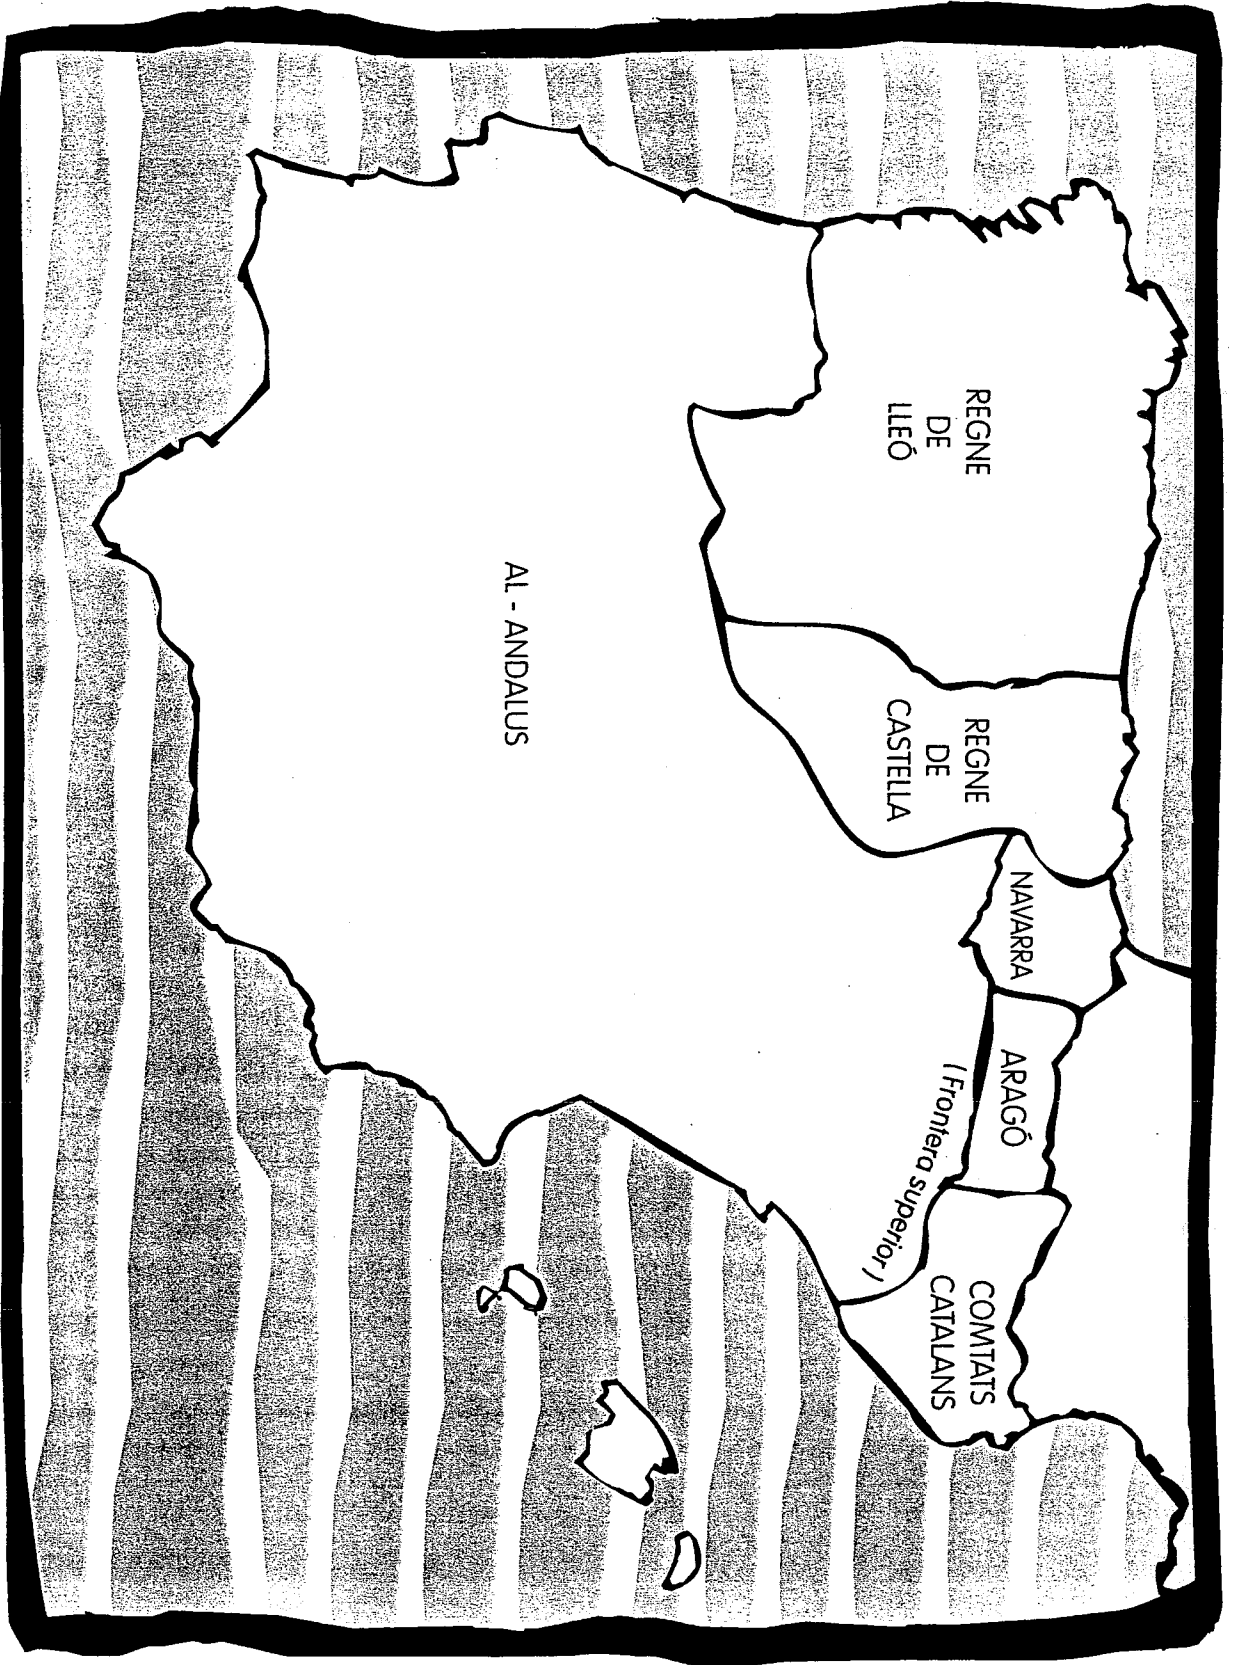 REGNE
DE
LLEÓ
REGNE
DE
CASTELLA
NAVARRA
ARAGÓ
(Frontera superior)
COMTATS
CATALANS
AL - ANDALUS